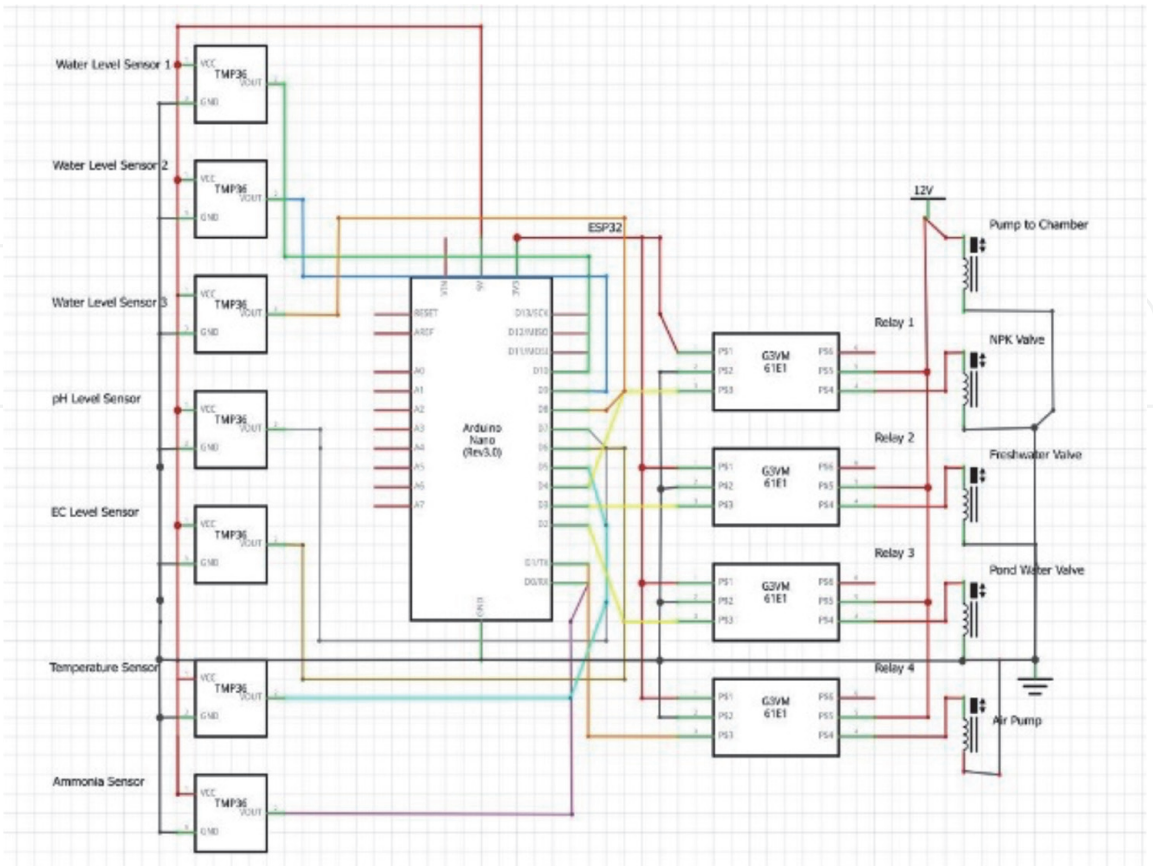 Water Level Sensor 1
VCC
TMP36
VOUT
GND
Water Level Sensor 2
VCC
TMP36
VOUT
GND
Water Level Sensor 3
VCC
TMP36
VOUT
GND
pH Level Sensor
VCC
TMP36
VOUT
GND
EC Level Sensor
VCC
TMP36
VOUT
GND
Temperature Sensor
VCC
TMP36
VOUT
GND
Ammonia Sensor
VCC
TMP36
VOUT
GND
ESP32
VIN
5V
3V3
RESET
AREF
A0
A1
A2
A3
A4
A5
A6
A7
Arduino
Nano
(Rev3.0)
D13/SCK
D12/MISO
D11/MOSI
D10
D9
D8
D7
D6
D5
D4
D3
D2
D1/TX
D0/RX
GND
Relay 1
PS1
PS2
PS3
G3VM
61E1
PS6
PS5
PS4
Relay 2
PS1
PS2
PS3
G3VM
61E1
PS6
PS5
PS4
Relay 3
PS1
PS2
PS3
G3VM
61E1
PS6
PS5
PS4
Relay 4
PS1
PS2
PS3
G3VM
61E1
PS6
PS5
PS4
12V
Pump to Chamber
NPK Valve
Freshwater Valve
Pond Water Valve
Air Pump